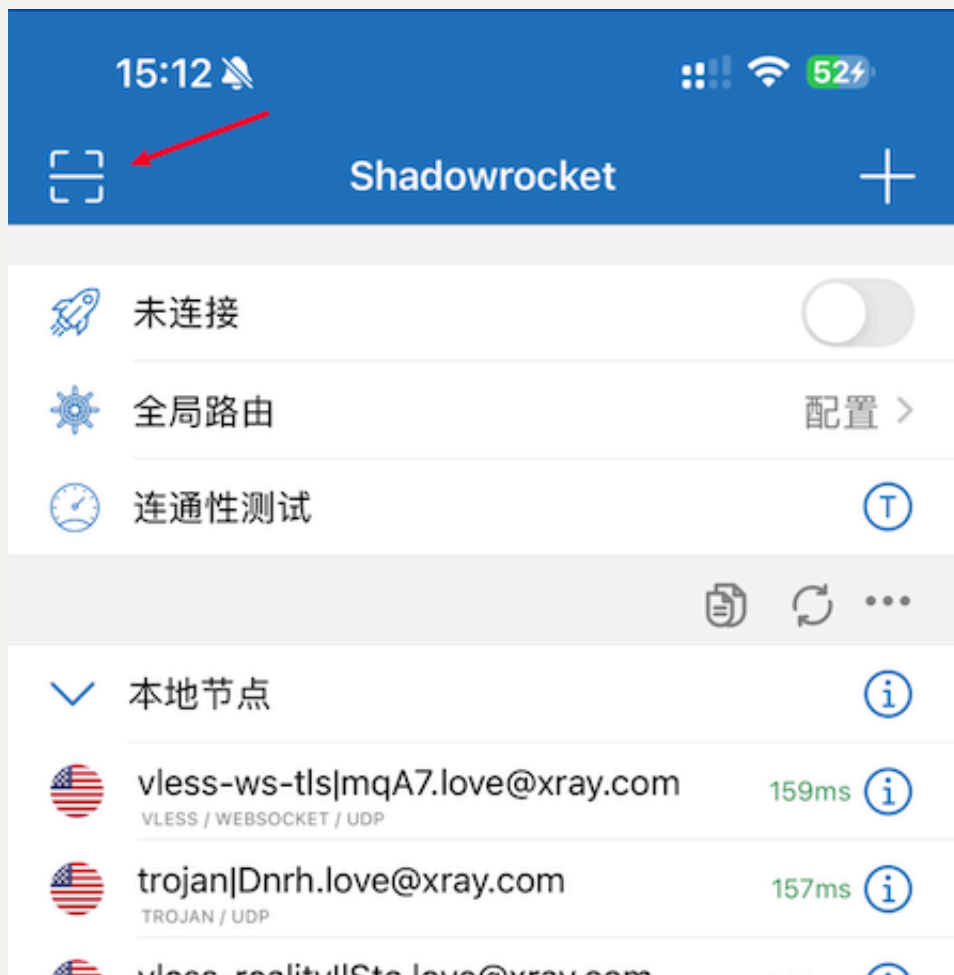 15:12
52
Shadowrocket
未连接
全局路由
配置
连通性测试
T
本地节点
vless-ws-tls|mqA7.love@xray.com
159ms
VLESS / WEBSOCKET / UDP
trojan|Dnrh.love@xray.com
157ms
TROJAN / UDP